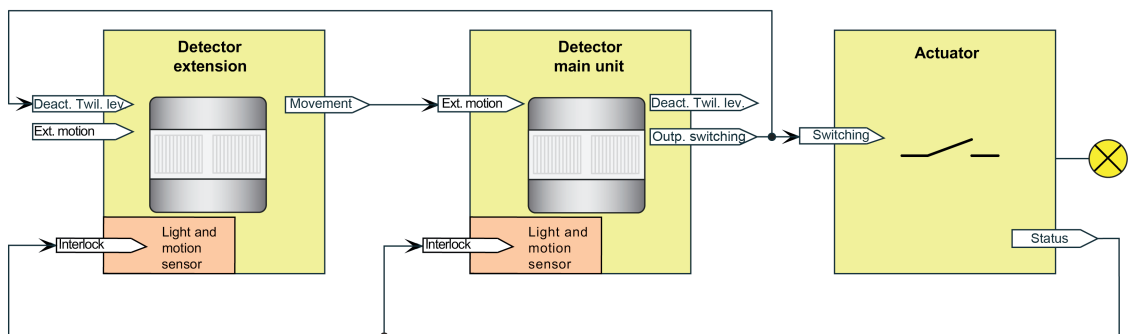 Detector
extension
Deact. Twil. lev.
Ext. motion
Movement
Interlock
Light and
motion
sensor
Detector
main unit
Ext. motion
Deact. Twil. lev.
Outp. switching
Interlock
Light and
motion
sensor
Actuator
Switching
Status